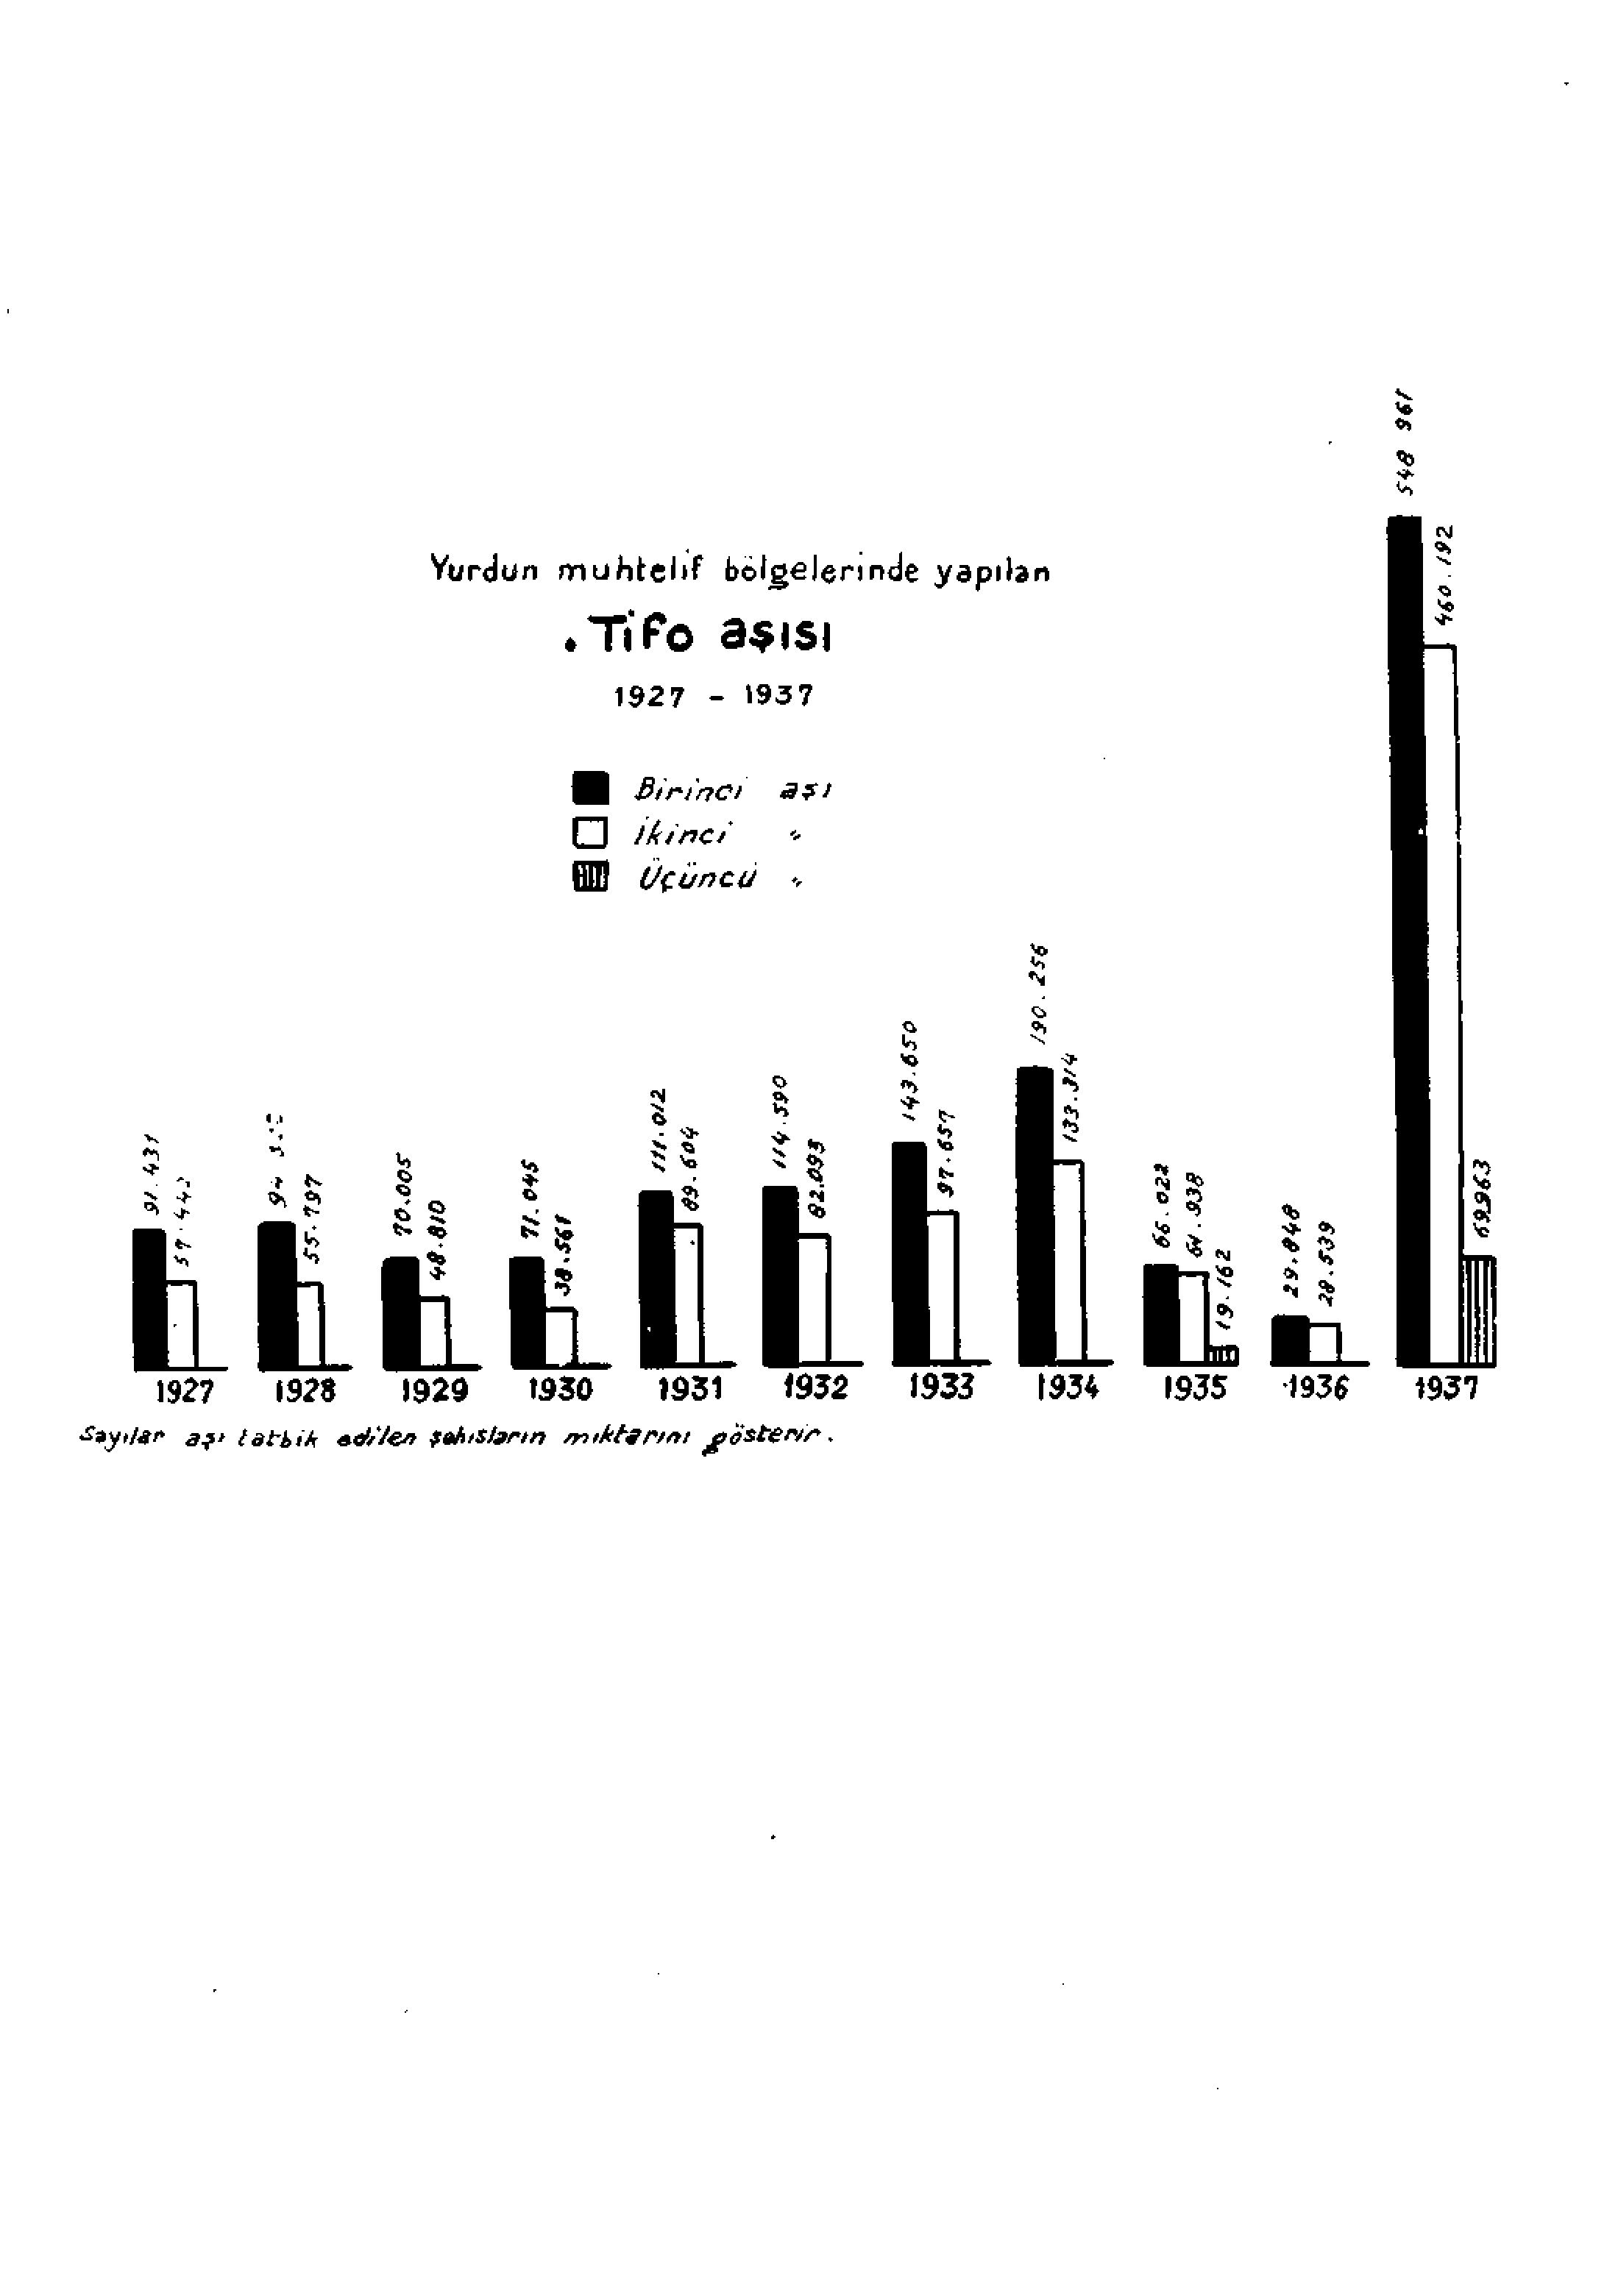 Yurdun muhtelif bölgelerinde yapılan
Tifo aşısı
1927 - 1937
Birinci aşı
İkinci "
Üçüncü "
91.431
55.797
70.005
48.810
71.045
38.561
111.012
89.604
114.590
82.093
143.650
97.657
190.256
133.314
66.022
64.938
19.162
29.848
28.539
548 961
460.192
69963
1927 1928 1929 1930 1931 1932 1933 1934 1935 1936 1937
Sayılar aşı tatbik edilen şahısların mıktarını gösterir.